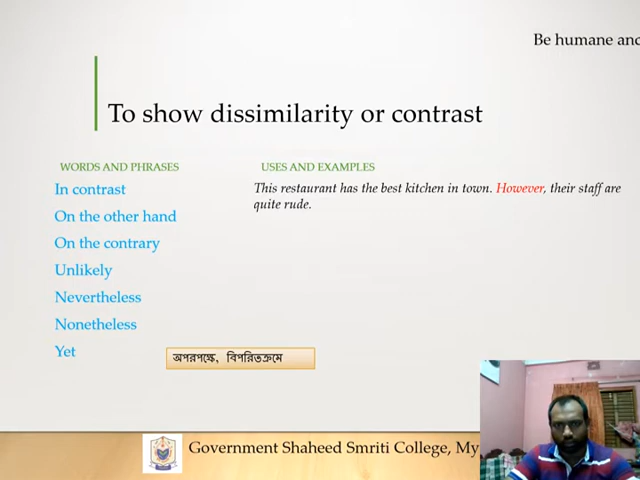 Be humane and
To show dissimilarity or contrast
WORDS AND PHRASES
In contrast
On the other hand
On the contrary
Unlikely
Nevertheless
Nonetheless
Yet
USES AND EXAMPLES
This restaurant has the best kitchen in town. However, their staff are
quite rude.
অপরপক্ষে, বিপরিতক্রমে
Government Shaheed Smriti College, My